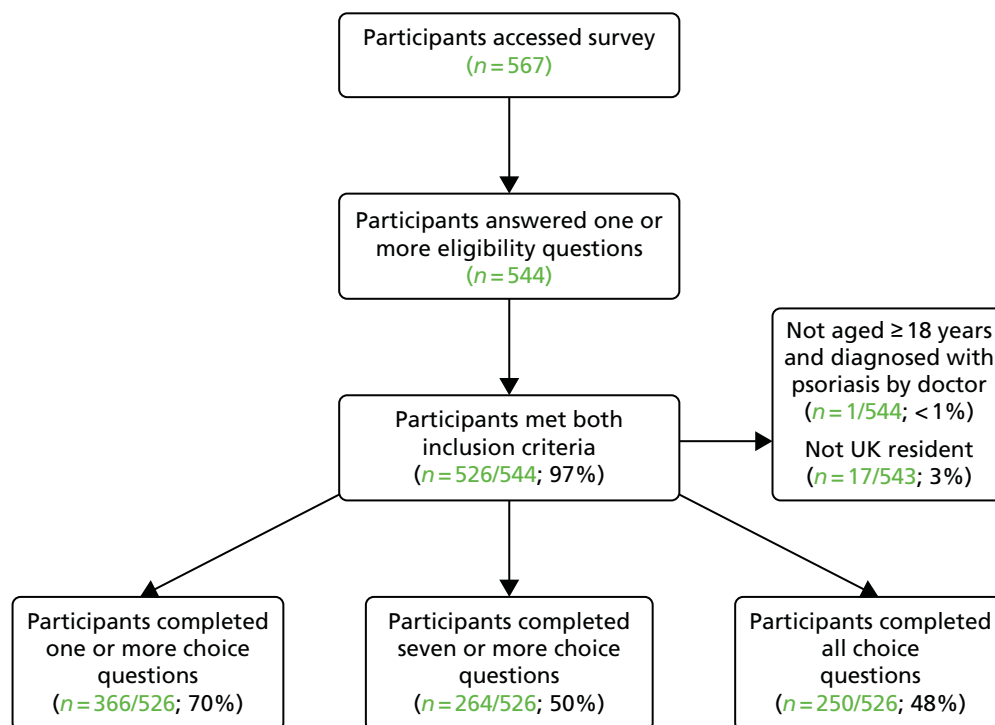 Participants accessed survey
(n = 567)
Participants answered one or
more eligibility questions
(n = 544)
Not aged ≥ 18 years
and diagnosed with
psoriasis by doctor
(n = 1/544; < 1%)
Not UK resident
(n = 17/543; 3%)
Participants met both
inclusion criteria
(n = 526/544; 97%)
Participants completed
one or more choice
questions
(n = 366/526; 70%)
Participants completed
seven or more choice
questions
(n = 264/526; 50%)
Participants completed
all choice
questions
(n = 250/526; 48%)